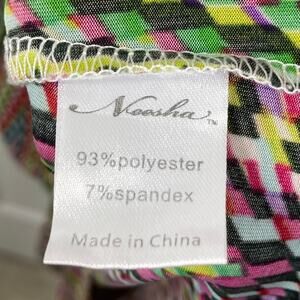 Noosha™
93%polyester
7%spandex
Made in China